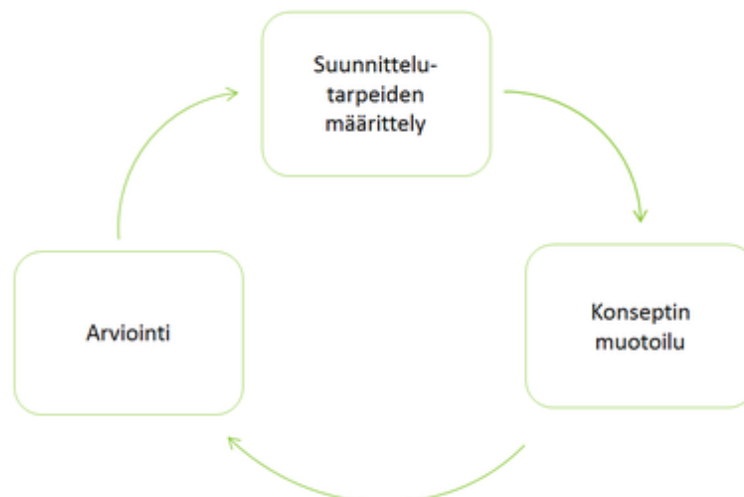 Suunnittelu-
tarpeiden
määrittely
Arviointi
Konseptin
muotoilu